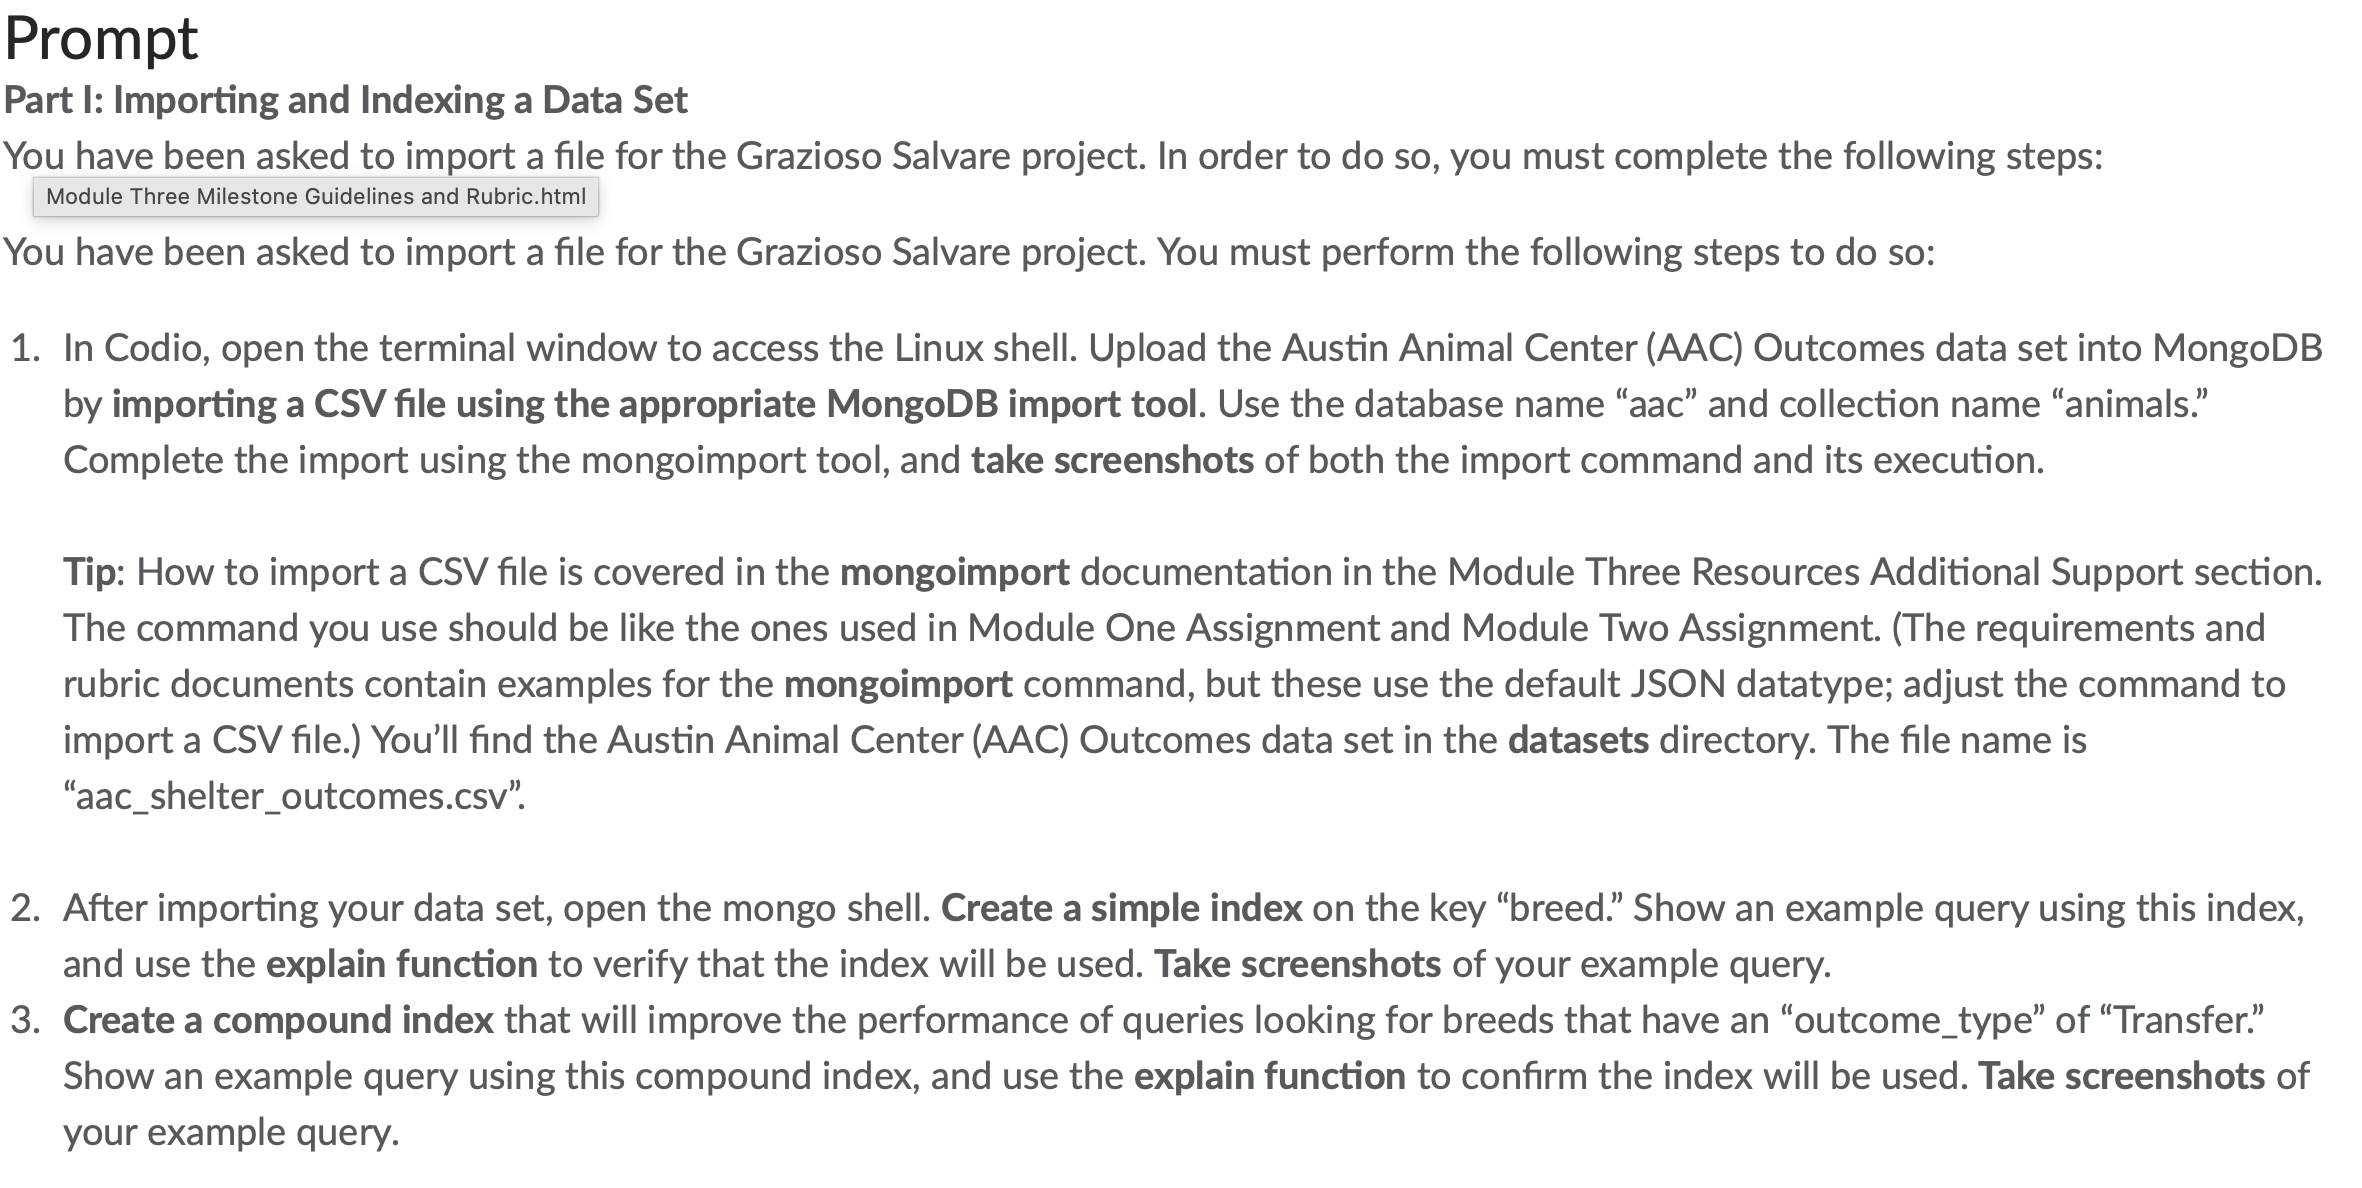 Prompt
Part I: Importing and Indexing a Data Set
You have been asked to import a file for the Grazioso Salvare project. In order to do so, you must complete the following steps:
Module Three Milestone Guidelines and Rubric.html
You have been asked to import a file for the Grazioso Salvare project. You must perform the following steps to do so:
1. In Codio, open the terminal window to access the Linux shell. Upload the Austin Animal Center (AAC) Outcomes data set into MongoDB
by importing a CSV file using the appropriate MongoDB import tool. Use the database name “aac” and collection name “animals.”
Complete the import using the mongoimport tool, and take screenshots of both the import command and its execution.
Tip: How to import a CSV file is covered in the mongoimport documentation in the Module Three Resources Additional Support section.
The command you use should be like the ones used in Module One Assignment and Module Two Assignment. (The requirements and
rubric documents contain examples for the mongoimport command, but these use the default JSON datatype; adjust the command to
import a CSV file.) You’ll find the Austin Animal Center (AAC) Outcomes data set in the datasets directory. The file name is
“aac_shelter_outcomes.csv”.
2. After importing your data set, open the mongo shell. Create a simple index on the key “breed.” Show an example query using this index,
and use the explain function to verify that the index will be used. Take screenshots of your example query.
3. Create a compound index that will improve the performance of queries looking for breeds that have an “outcome_type” of “Transfer.”
Show an example query using this compound index, and use the explain function to confirm the index will be used. Take screenshots of
your example query.